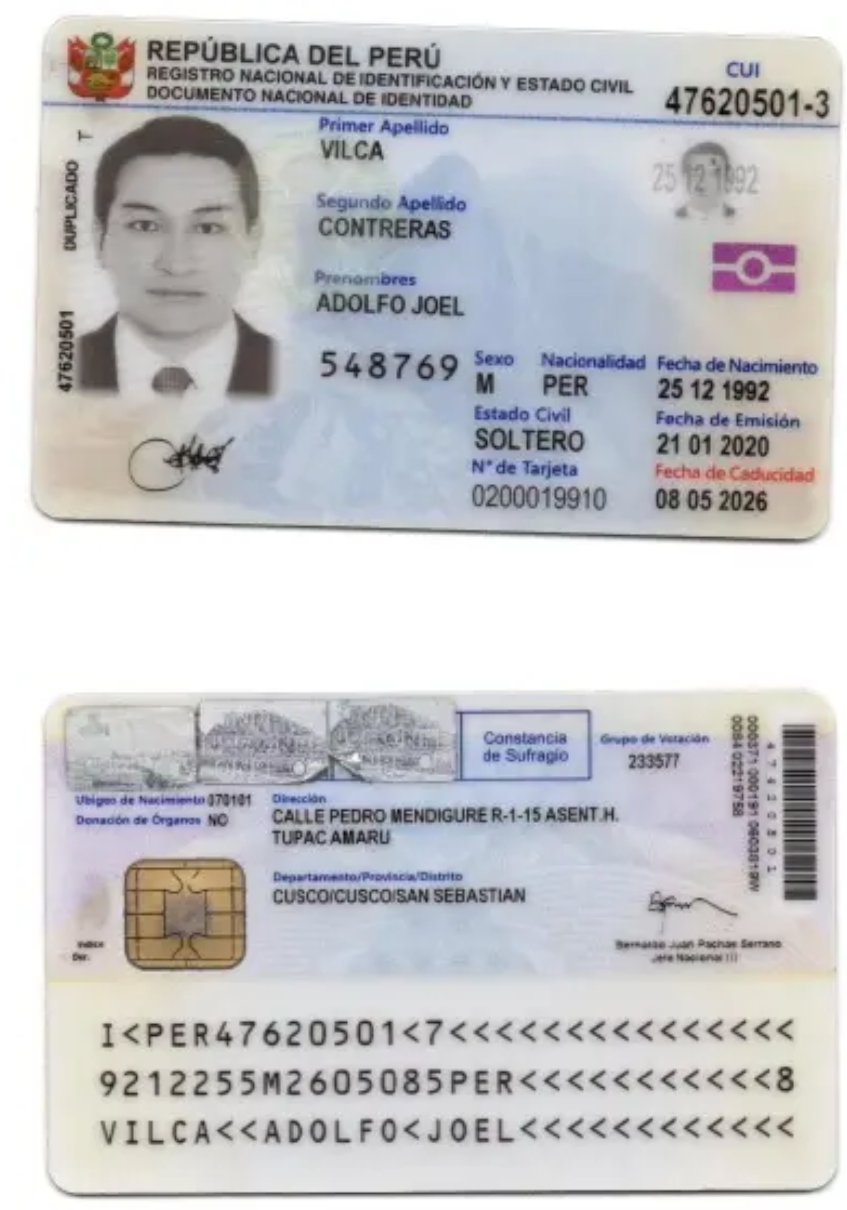 REPÚBLICA DEL PERÚ
REGISTRO NACIONAL DE IDENTIFICACIÓN Y ESTADO CIVIL
DOCUMENTO NACIONAL DE IDENTIDAD
CUI
47620501-3
DUPLICADO T
47620501
Primer Apellido
VILCA
Segundo Apellido
CONTRERAS
Prenombres
ADOLFO JOEL
25 12 1992
548769
Sexo Nacionalidad Fecha de Nacimiento
M PER 25 12 1992
Estado Civil Fecha de Emisión
SOLTERO 21 01 2020
N° de Tarjeta Fecha de Caducidad
0200019910 08 05 2026
Constancia
de Sufragio
Grupo de Votación
233577
Ubigeo de Nacimiento 070101
Donación de Órganos NO
Dirección
CALLE PEDRO MENDIGURE R-1-15 ASENT.H.
TUPAC AMARU
Departamento/Provincia/Distrito
CUSCO/CUSCO/SAN SEBASTIAN
Indice
Der.
Bernardo Juan Pachas Serrano
Jefe Nacional
47620501
I<PER47620501<7<<<<<<<<<<<<<<<
9212255M2605085PER<<<<<<<<<<<8
VILCA<<ADOLFO<JOEL<<<<<<<<<<<<